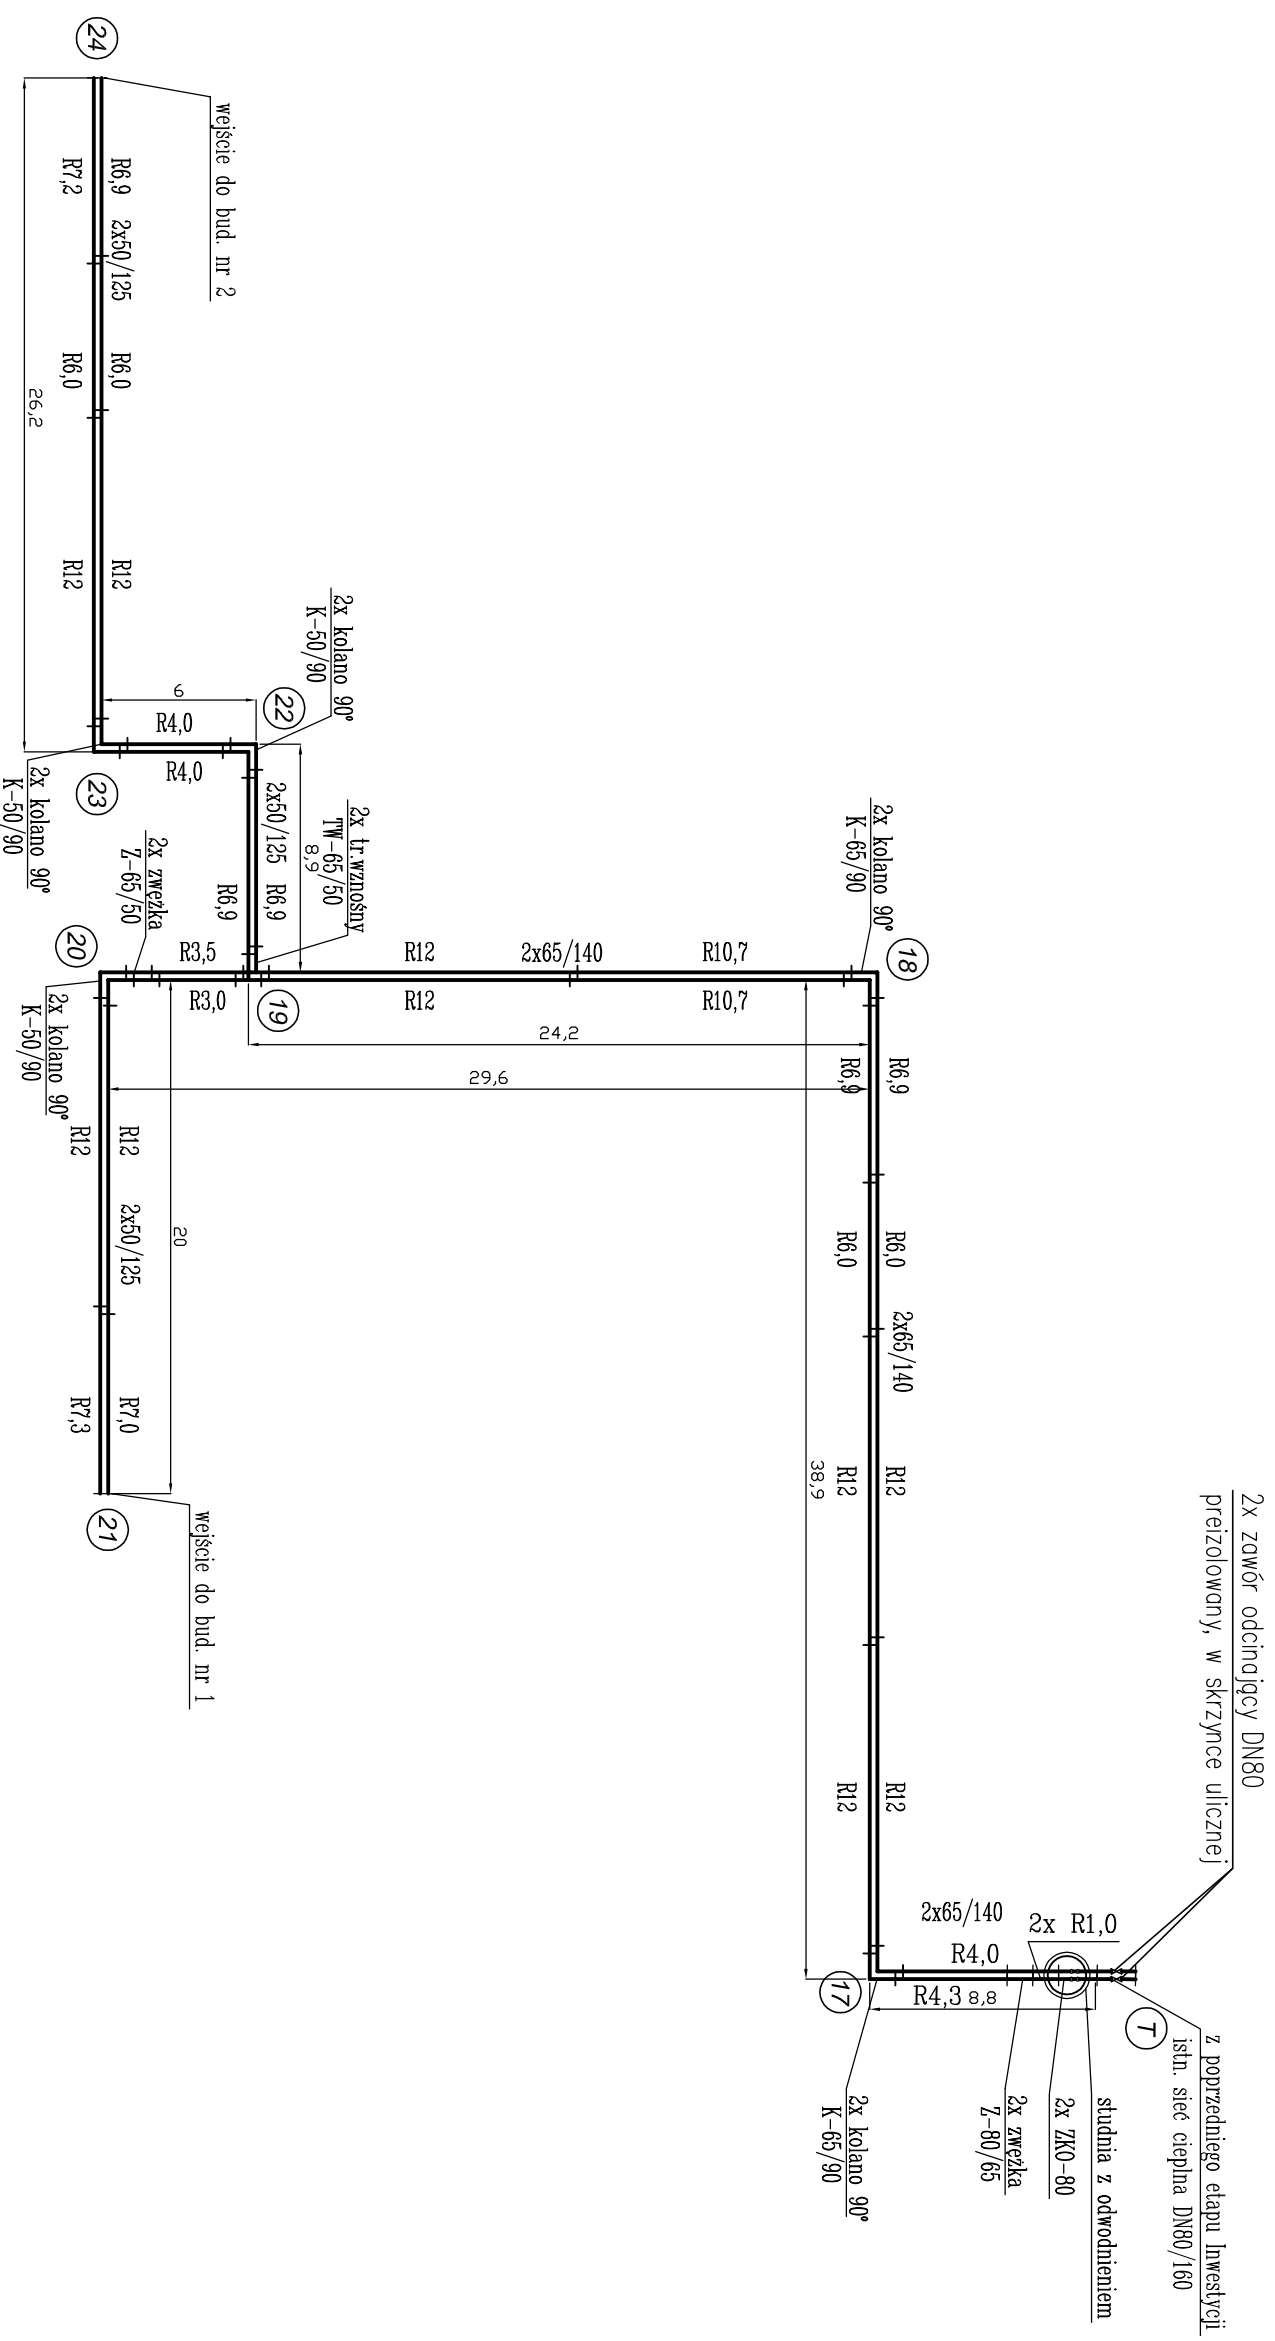 2x zawór odcinający DN80
preizolowany, w skrzynce ulicznej
z poprzedniego etapu Inwestycji
istn. sieć cieplna DN80/160
T
studnia z odwodnieniem
2x ZKO-80
2x zwężka
Z-80/65
2x R1,0
R4,0
2x65/140
R4,3
8,8
17
2x kolano 90°
K-65/90
R12
R12
R12
R12
2x65/140
R6,0
R6,0
R6,9
R6,9
38,9
18
2x kolano 90°
K-65/90
R10,7
2x65/140
R12
R10,7
R12
24,2
29,6
2x tr.wznośny
TW-65/50
19
8,9
2x50/125
R6,9
R6,9
R3,5
R3,0
2x zwężka
Z-65/50
20
2x kolano 90°
K-50/90
R12
2x50/125
R7,0
R12
R7,3
20
21
wejście do bud. nr 1
22
2x kolano 90°
K-50/90
6
R4,0
R4,0
23
2x kolano 90°
K-50/90
R6,9
2x50/125
R6,0
R12
R7,2
R6,0
R12
26,2
24
wejście do bud. nr 2